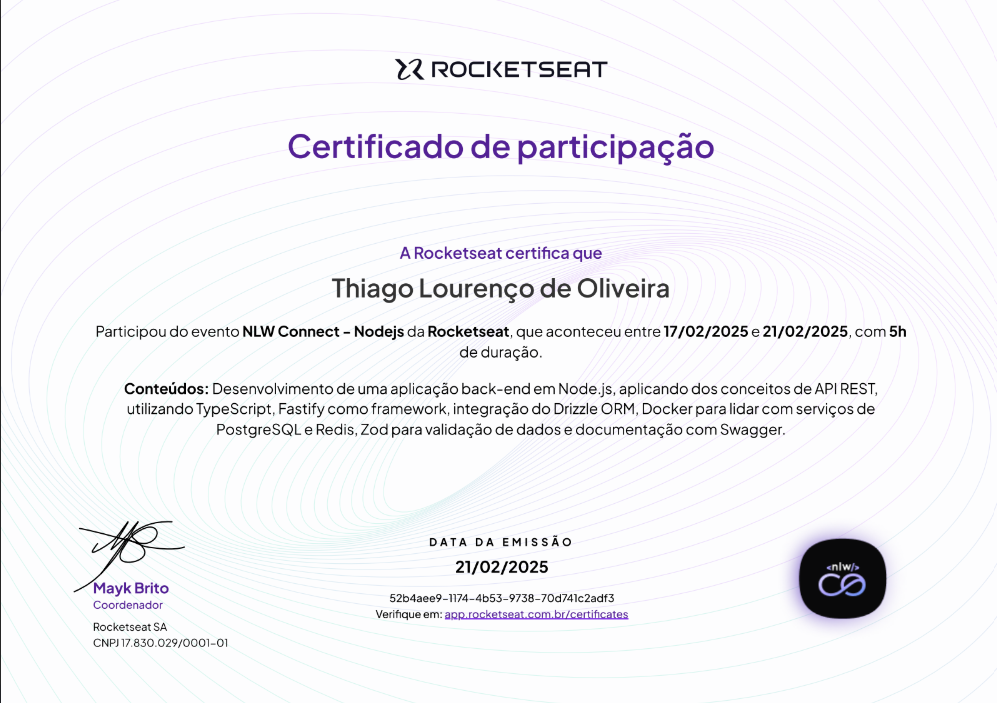 ROCKETSEAT
Certificado de participação
A Rocketseat certifica que
Thiago Lourenço de Oliveira
Participou do evento NLW Connect - Nodejs da Rocketseat, que aconteceu entre 17/02/2025 e 21/02/2025, com 5h
de duração.
Conteúdos: Desenvolvimento de uma aplicação back-end em Node.js, aplicando dos conceitos de API REST,
utilizando TypeScript, Fastify como framework, integração do Drizzle ORM, Docker para lidar com serviços de
PostgreSQL e Redis, Zod para validação de dados e documentação com Swagger.
Mayk Brito
Coordenador
Rocketseat SA
CNPJ 17.830.029/0001-01
DATA DA EMISSÃO
21/02/2025
52b4aee9-1174-4b53-9738-70d741c2adf3
Verifique em: app.rocketseat.com.br/certificates
<nlw/>